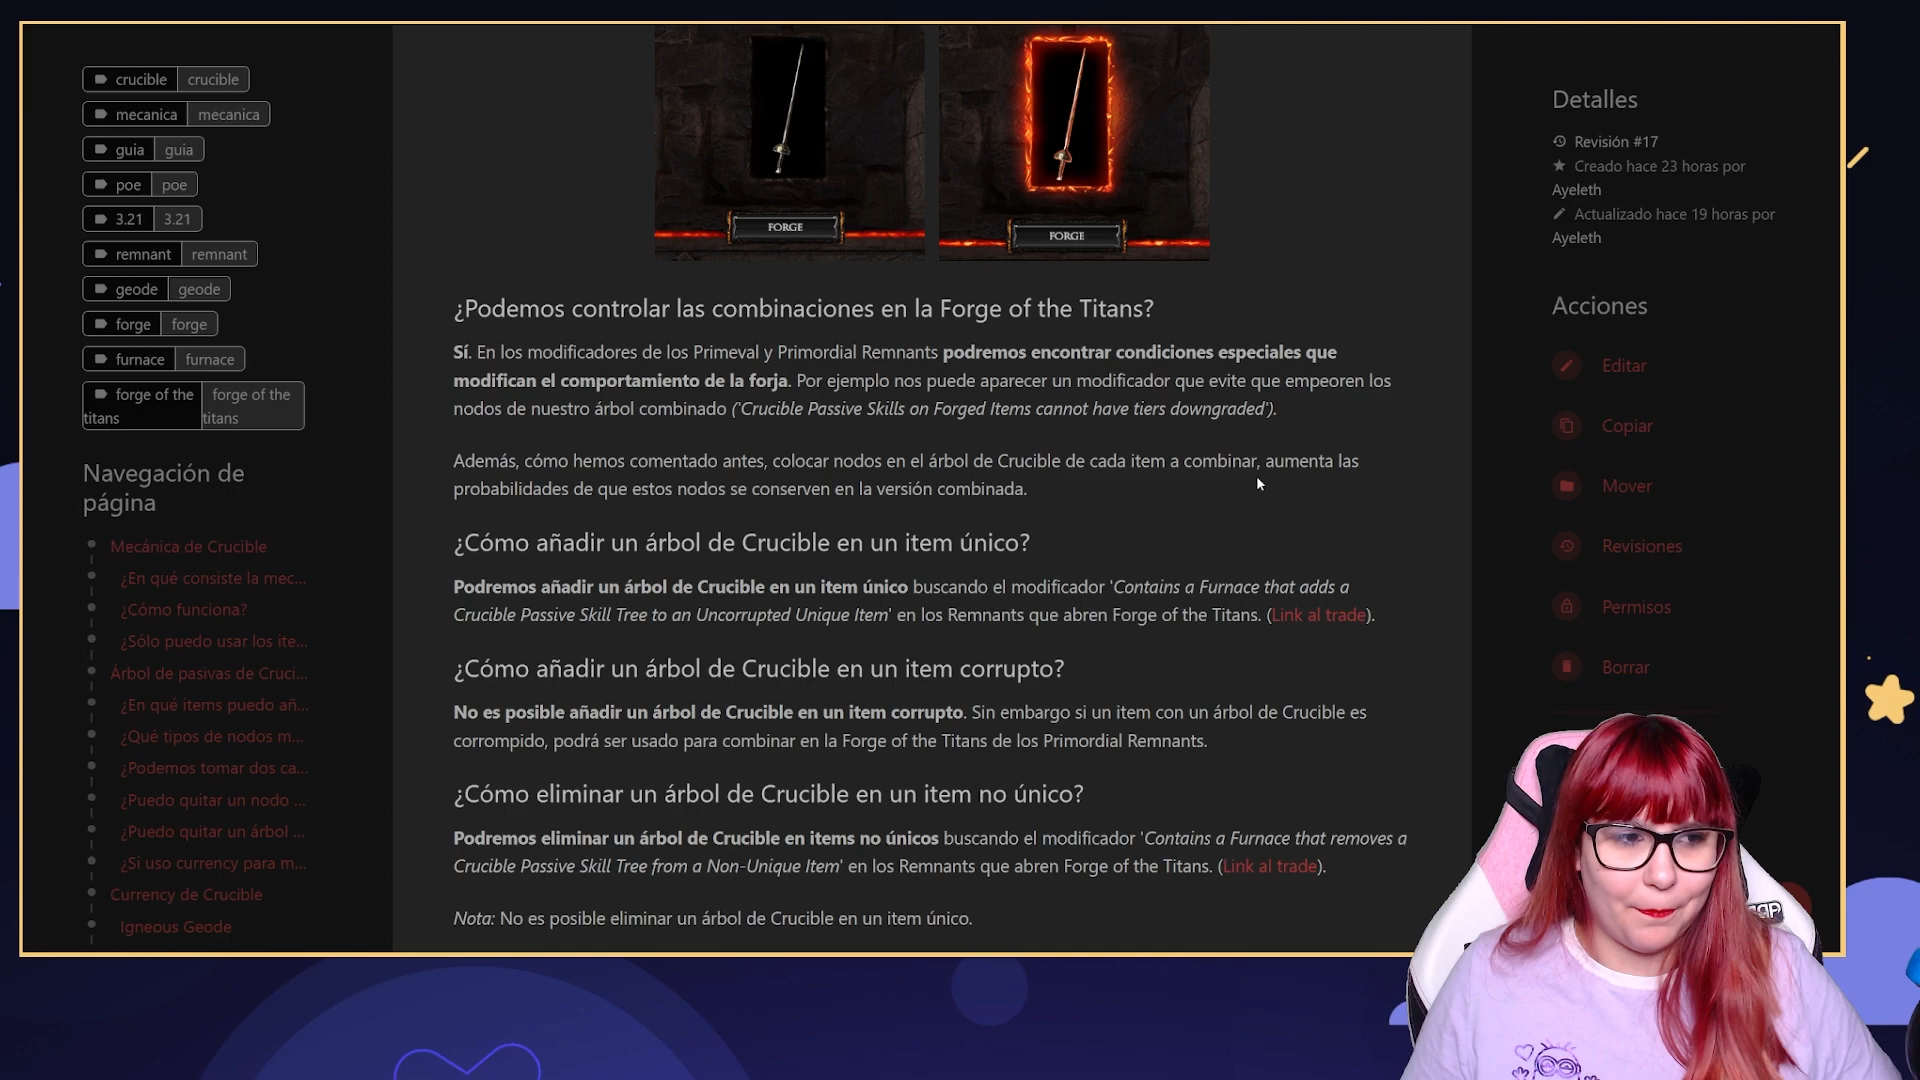 crucible crucible
mecanica mecanica
guia guia
poe poe
3.21 3.21
remnant remnant
geode geode
forge forge
furnace furnace
forge of the titans forge of the titans
Navegación de
página
Mecánica de Crucible
¿En qué consiste la mec...
¿Cómo funciona?
¿Sólo puedo usar los ite...
Árbol de pasivas de Cruci...
¿En qué items puedo añ...
¿Qué tipos de nodos m...
¿Podemos tomar dos ca...
¿Puedo quitar un nodo ...
¿Puedo quitar un árbol ...
¿Si uso currency para m...
Currency de Crucible
Igneous Geode
FORGE
FORGE
¿Podemos controlar las combinaciones en la Forge of the Titans?
Sí. En los modificadores de los Primeval y Primordial Remnants podremos encontrar condiciones especiales que
modifican el comportamiento de la forja. Por ejemplo nos puede aparecer un modificador que evite que empeoren los
nodos de nuestro árbol combinado ('Crucible Passive Skills on Forged Items cannot have tiers downgraded').
Además, cómo hemos comentado antes, colocar nodos en el árbol de Crucible de cada item a combinar, aumenta las
probabilidades de que estos nodos se conserven en la versión combinada.
¿Cómo añadir un árbol de Crucible en un item único?
Podremos añadir un árbol de Crucible en un item único buscando el modificador 'Contains a Furnace that adds a
Crucible Passive Skill Tree to an Uncorrupted Unique Item' en los Remnants que abren Forge of the Titans. (Link al trade).
¿Cómo añadir un árbol de Crucible en un item corrupto?
No es posible añadir un árbol de Crucible en un item corrupto. Sin embargo si un item con un árbol de Crucible es
corrompido, podrá ser usado para combinar en la Forge of the Titans de los Primordial Remnants.
¿Cómo eliminar un árbol de Crucible en un item no único?
Podremos eliminar un árbol de Crucible en items no únicos buscando el modificador 'Contains a Furnace that removes a
Crucible Passive Skill Tree from a Non-Unique Item' en los Remnants que abren Forge of the Titans. (Link al trade).
Nota: No es posible eliminar un árbol de Crucible en un item único.
Detalles
Revisión #17
Creado hace 23 horas por
Ayeleth
Actualizado hace 19 horas por
Ayeleth
Acciones
Editar
Copiar
Mover
Revisiones
Permisos
Borrar